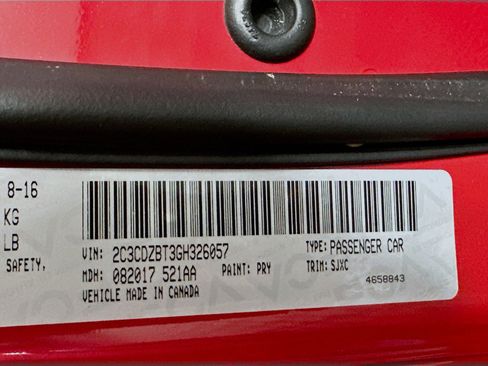 8-16
KG
LB
SAFETY,
VIN: 2C3CDZBT3GH326057
TYPE: PASSENGER CAR
MDH: 082017 521AA
PAINT: PRY
TRIM: SJXC
VEHICLE MADE IN CANADA
4658843